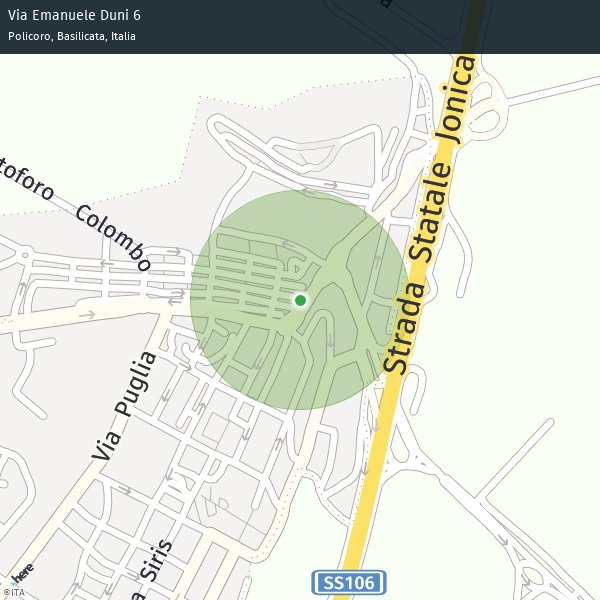 Via Emanuele Duni 6
Policoro, Basilicata, Italia
Strada Statale Jonica
toforo Colombo
Via Puglia
a Siris
SS106
here
©ITA